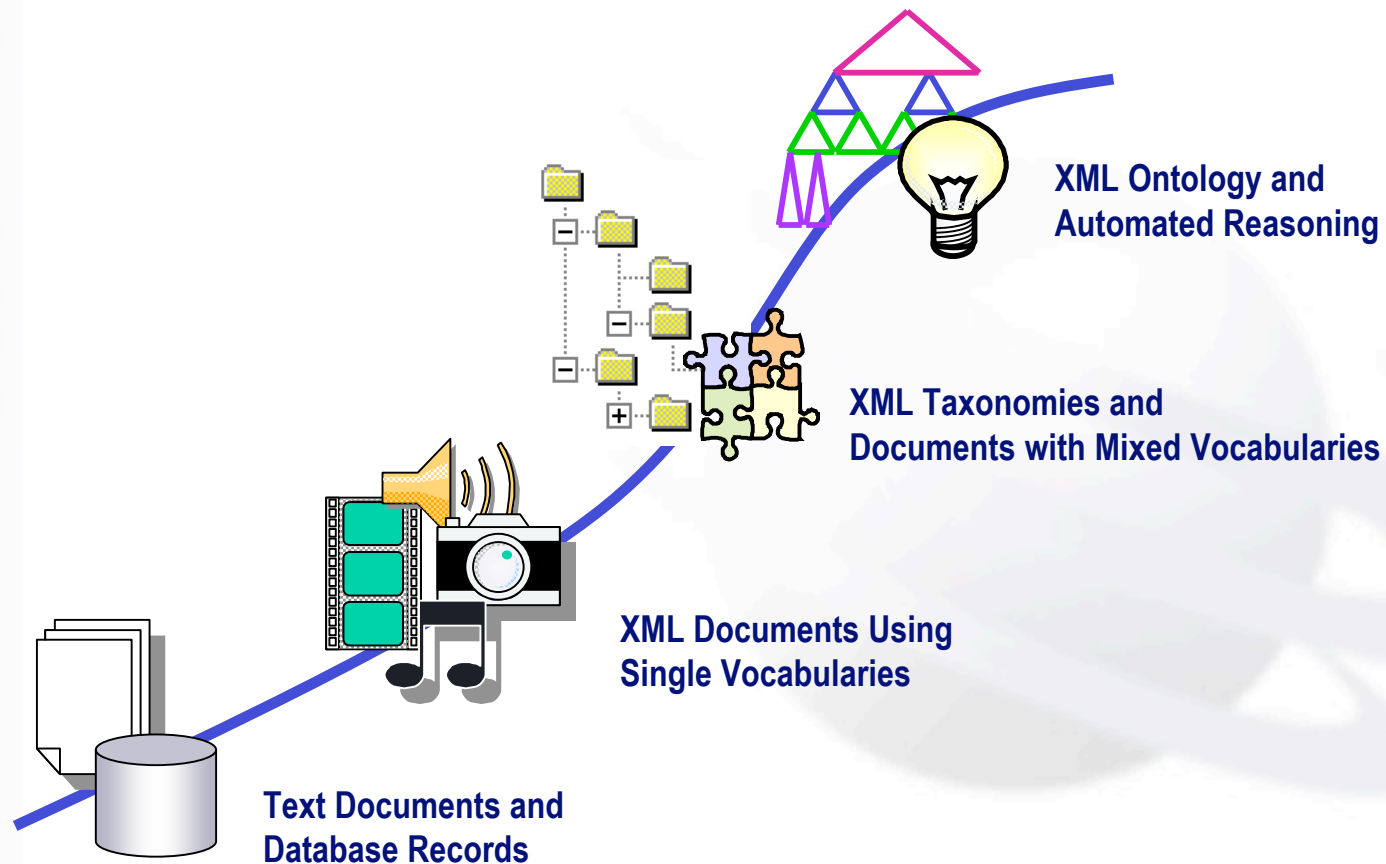 XML Ontology and
Automated Reasoning
XML Taxonomies and
Documents with Mixed Vocabularies
XML Documents Using
Single Vocabularies
Text Documents and
Database Records